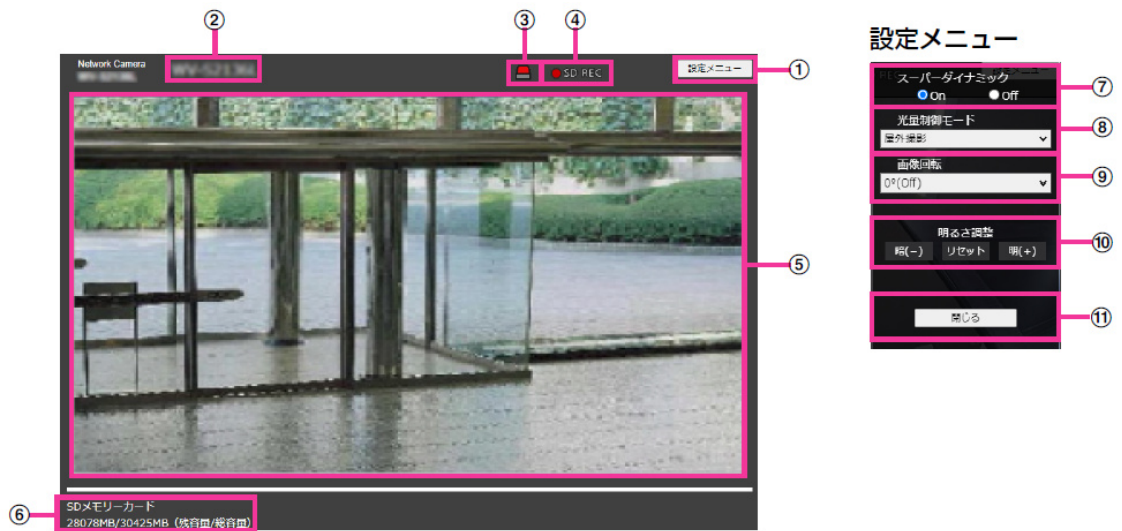 ② ③ ④
設定メニュー
Network Camera
SD REC
設定メニュー
①
スーパーダイナミック
On Off
⑦
光量制御モード
屋外撮影
⑧
画像回転
0°(Off)
⑨
明るさ調整
暗(-) リセット 明(+)
⑩
閉じる
⑪
⑤
SDメモリーカード
28078MB/30425MB (残容量/総容量)
⑥